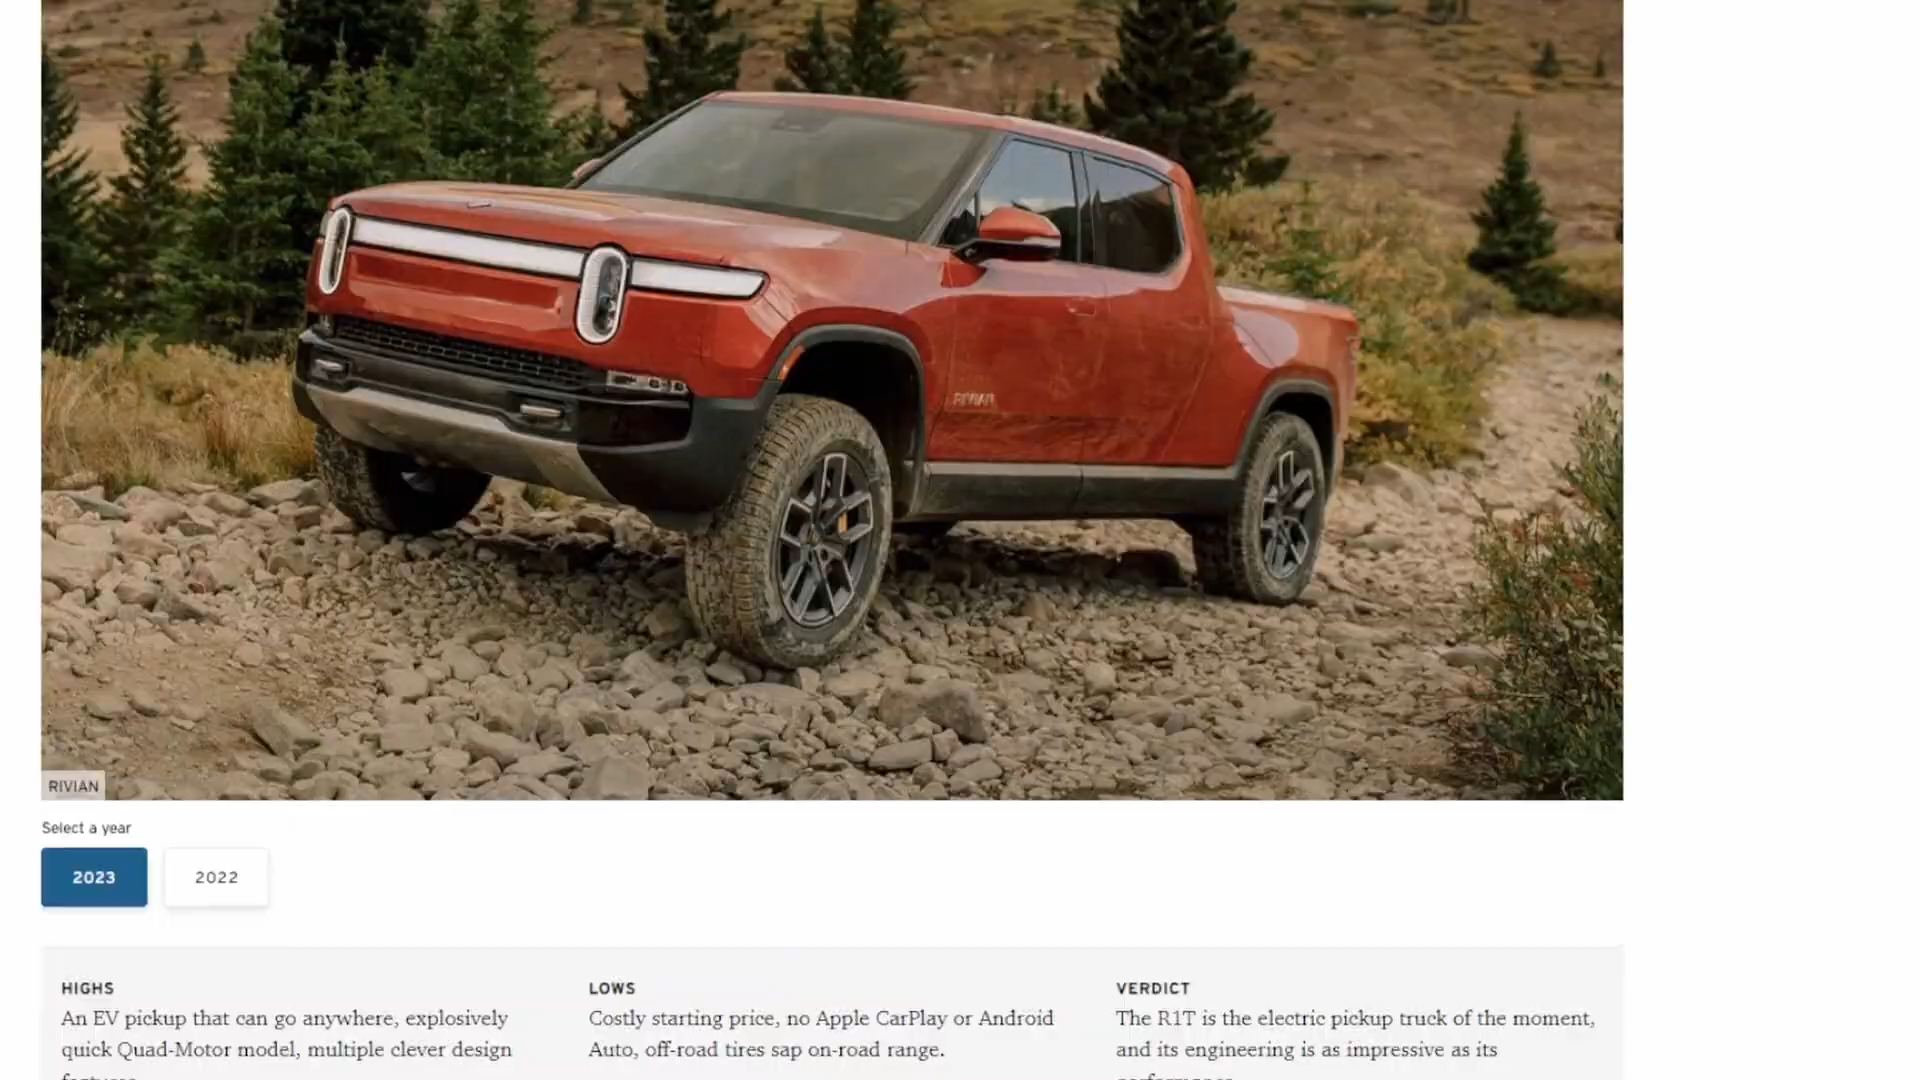 RIVIAN
RIVIAN
Select a year
2023
2022
HIGHS
An EV pickup that can go anywhere, explosively
quick Quad-Motor model, multiple clever design
LOWS
Costly starting price, no Apple CarPlay or Android
Auto, off-road tires sap on-road range.
VERDICT
The R1T is the electric pickup truck of the moment,
and its engineering is as impressive as its